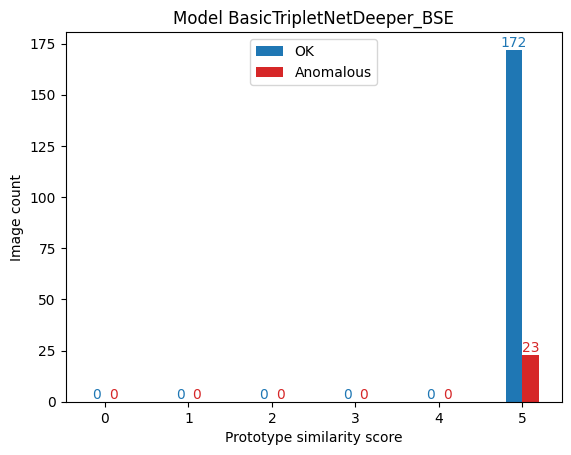 Model BasicTripletNetDeeper_BSE
OK
Anomalous
Image count
175
150
125
100
75
50
25
0
0 0 0 0 0 0 0 0 0 0 172 23
0 1 2 3 4 5
Prototype similarity score